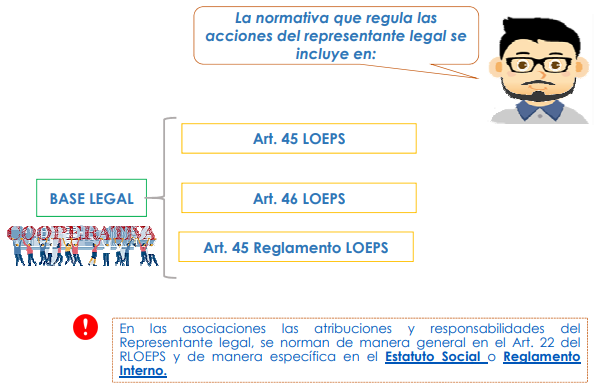 La normativa que regula las
acciones del representante legal se
incluye en:
Art. 45 LOEPS
BASE LEGAL
Art. 46 LOEPS
COOPERATIVA
Art. 45 Reglamento LOEPS
En las asociaciones las atribuciones y responsabilidades del
Representante legal, se norman de manera general en el Art. 22 del
RLOEPS y de manera específica en el Estatuto Social o Reglamento
Interno.